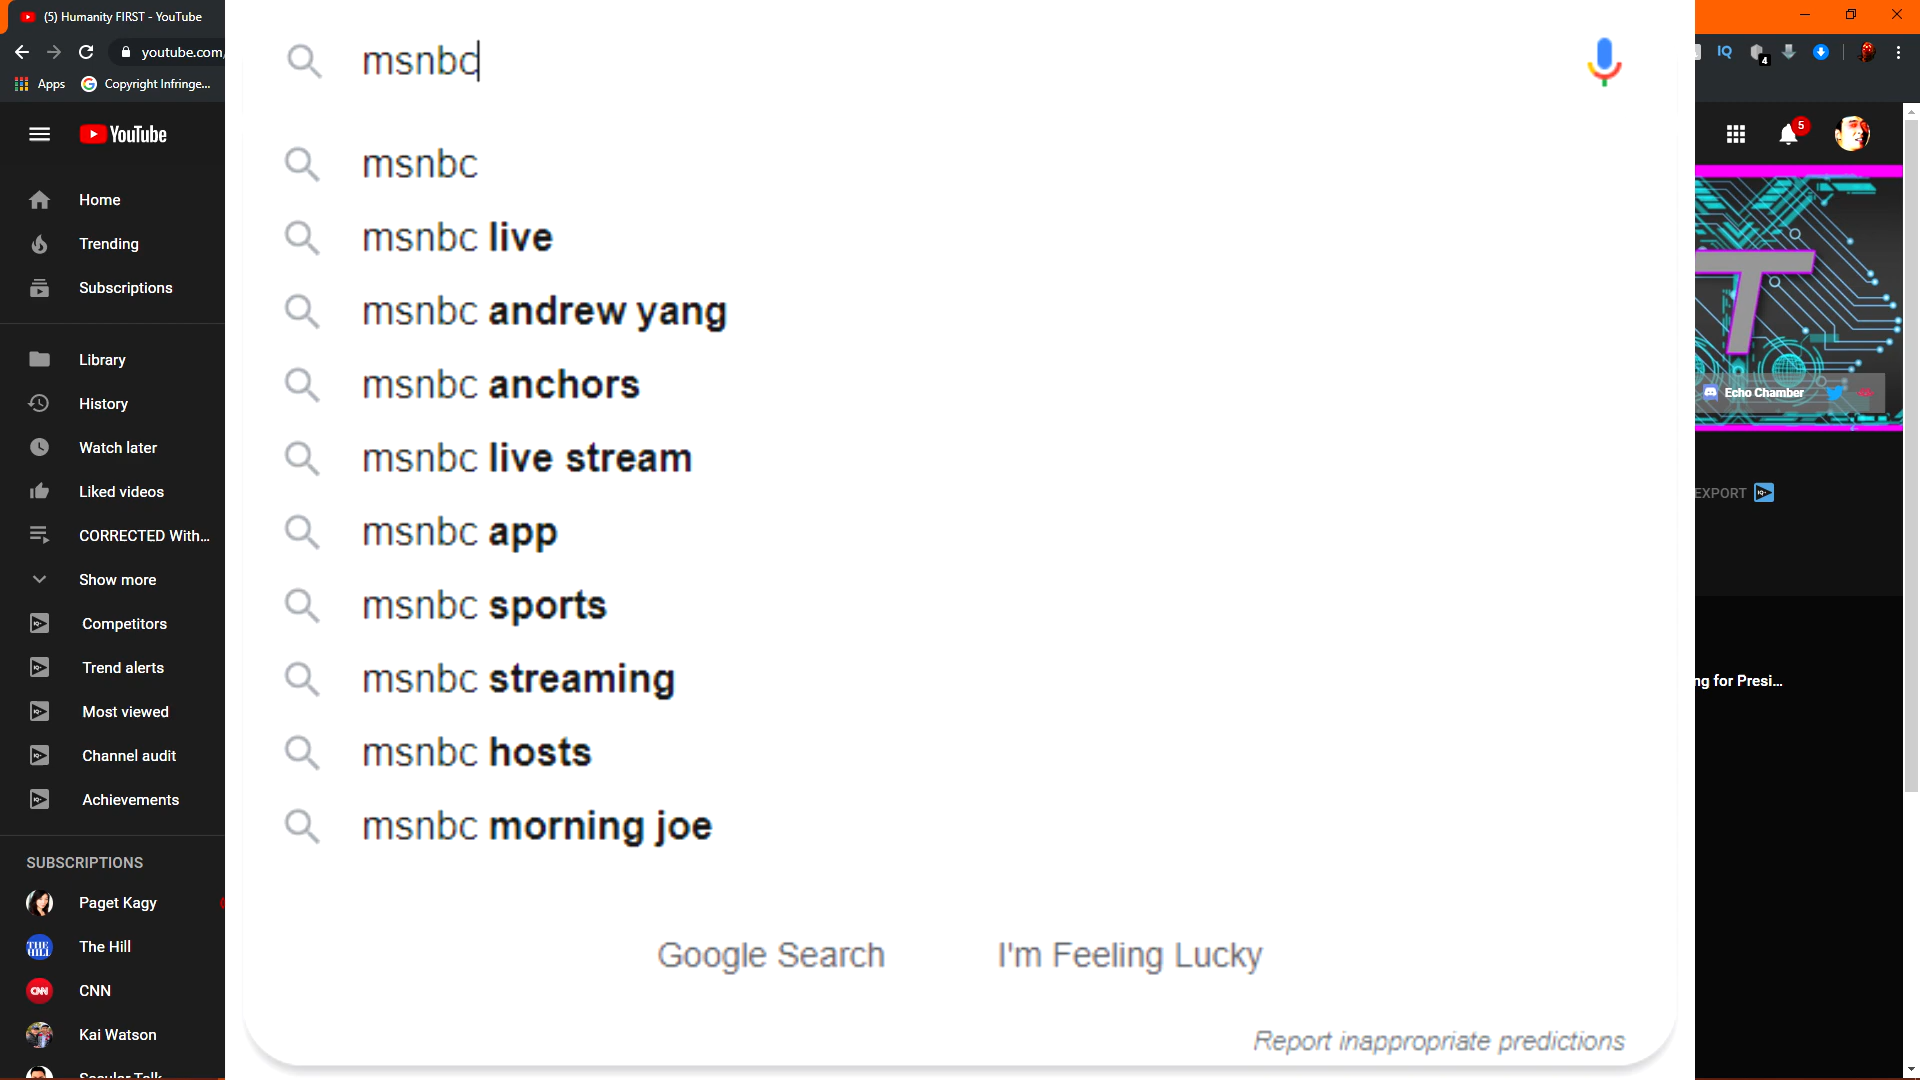 (5) Humanity FIRST - YouTube
youtube.com
Apps
Copyright Infringe...
YouTube
Home
Trending
Subscriptions
Library
History
Watch later
Liked videos
CORRECTED With...
Show more
Competitors
Trend alerts
Most viewed
Channel audit
Achievements
SUBSCRIPTIONS
Paget Kagy
THE HILL
The Hill
CNN
CNN
Kai Watson
msnbc
msnbc
msnbc live
msnbc andrew yang
msnbc anchors
msnbc live stream
msnbc app
msnbc sports
msnbc streaming
msnbc hosts
msnbc morning joe
Google Search
I'm Feeling Lucky
Report inappropriate predictions
IQ
4
5
T
Echo Chamber
EXPORT
ng for Presi...